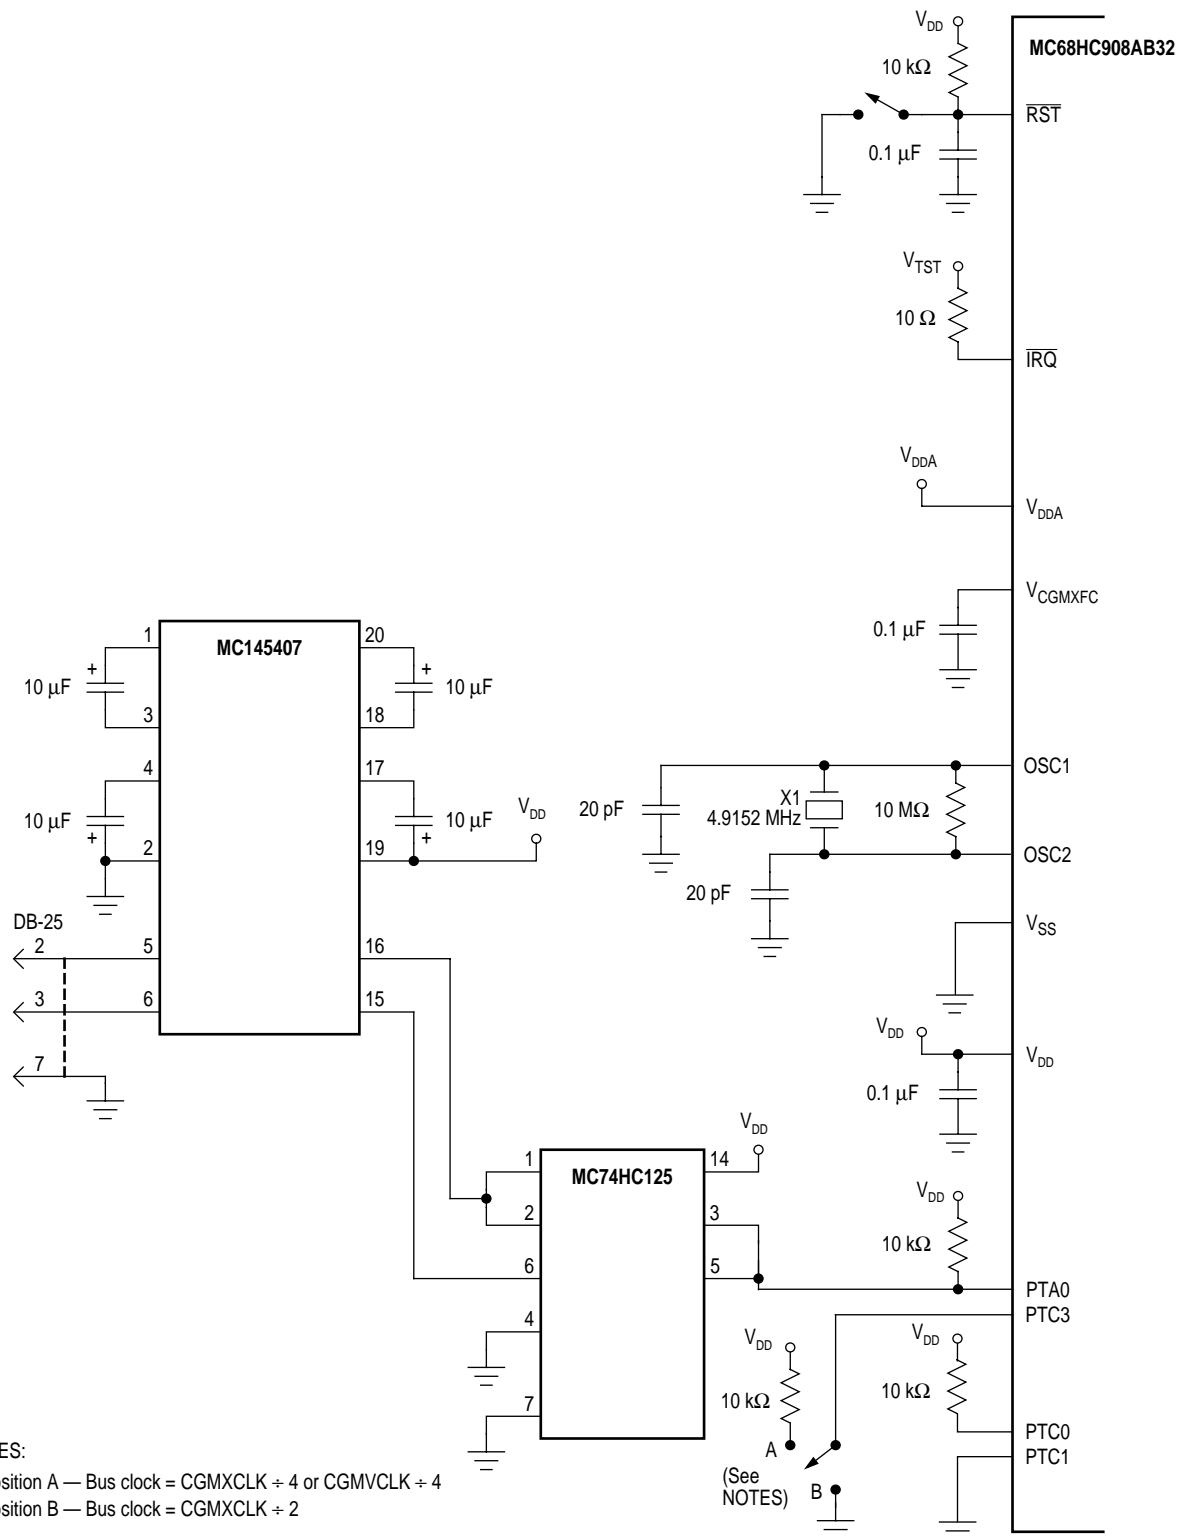 V_DD
MC68HC908AB32
10 kΩ
RST
0.1 μF
V_TST
10 Ω
IRQ
V_DDA
V_DDA
V_CGMXFC
0.1 μF
MC145407
1
20
+
10 μF
+
10 μF
3
18
4
17
10 μF
+
10 μF
+
V_DD
2
19
OSC1
20 pF
X1
4.9152 MHz
10 MΩ
OSC2
20 pF
DB-25
2
5
16
V_SS
3
6
15
V_DD
V_DD
7
0.1 μF
V_DD
1
MC74HC125
14
2
3
V_DD
10 kΩ
6
5
PTA0
PTC3
4
V_DD
V_DD
10 kΩ
10 kΩ
7
PTC0
A
PTC1
(See
NOTES)
B
ES:
sition A — Bus clock = CGMXCLK ÷ 4 or CGMVCLK ÷ 4
sition B — Bus clock = CGMXCLK ÷ 2